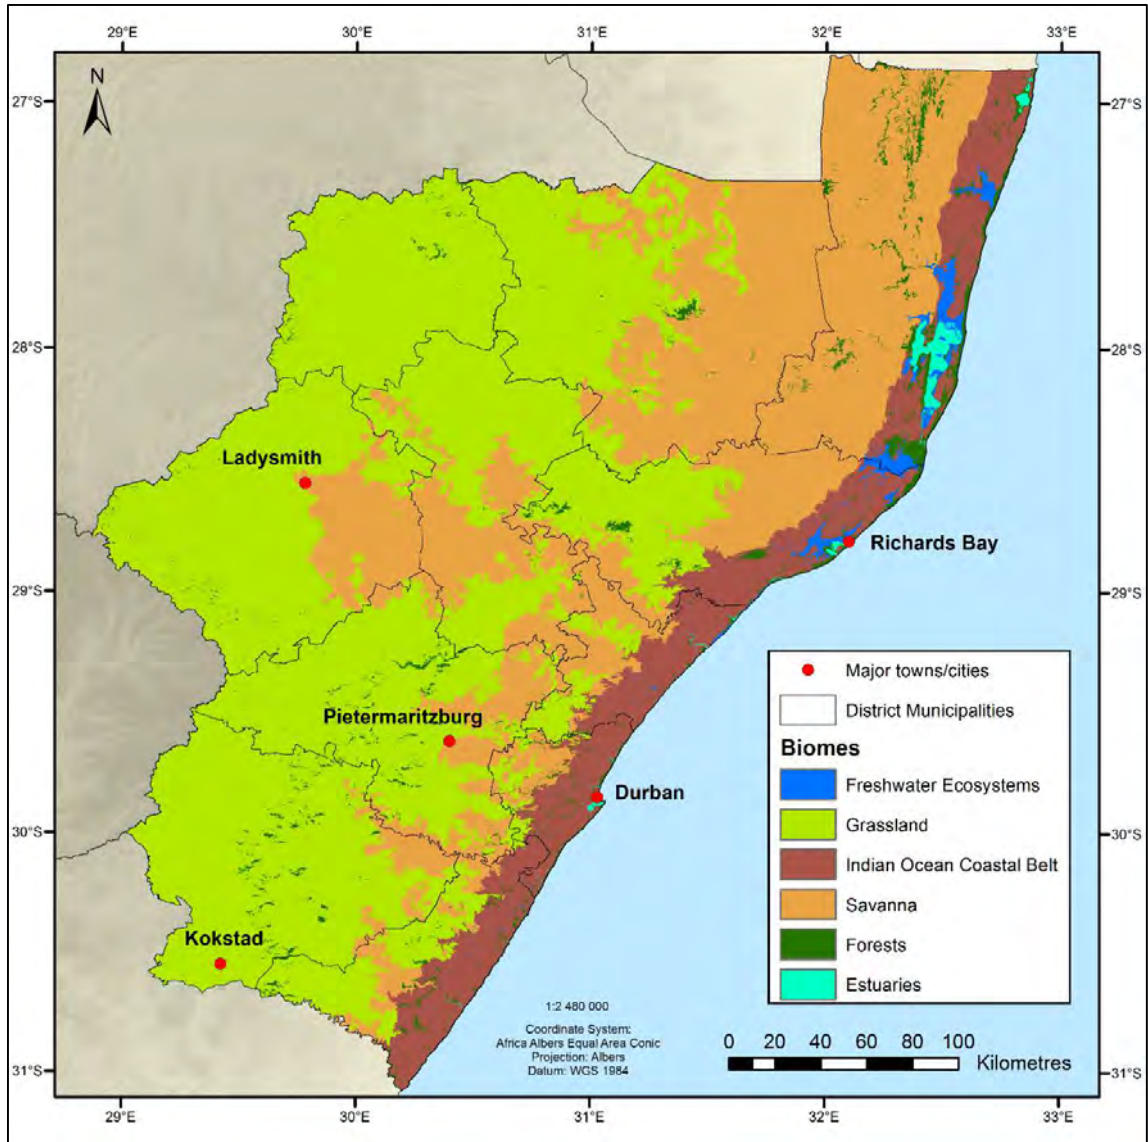 29°E 30°E 31°E 32°E 33°E
N
27°S 27°S
28°S 28°S
Ladysmith
Richards Bay
29°S 29°S
Major towns/cities
District Municipalities
Biomes
Pietermaritzburg
Freshwater Ecosystems
Durban
Grassland
30°S 30°S
Indian Ocean Coastal Belt
Savanna
Kokstad
Forests
Estuaries
1:2 480 000
Coordinate System:
Africa Albers Equal Area Conic
Projection: Albers
Datum: WGS 1984
0 20 40 60 80 100
Kilometres
31°S 31°S
29°E 30°E 31°E 32°E 33°E